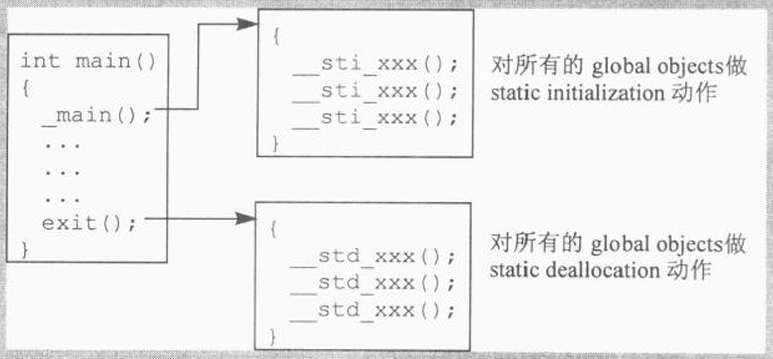 int main()
{
_main();
...
...
...
exit();
}
{
__sti_xxx();
__sti_xxx();
__sti_xxx();
}
对所有的 global objects做
static initialization 动作
{
__std_xxx();
__std_xxx();
__std_xxx();
}
对所有的 global objects做
static deallocation 动作